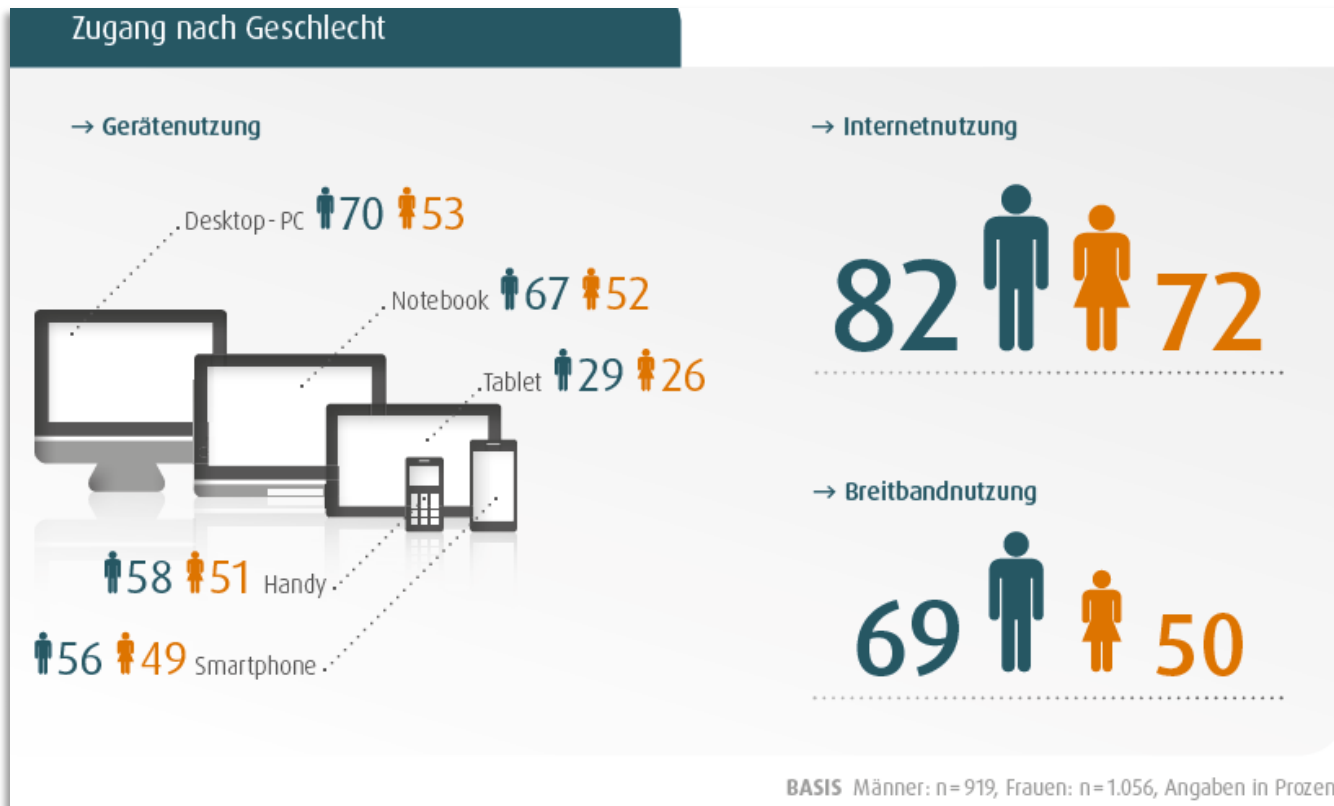 Zugang nach Geschlecht
→ Gerätenutzung
Desktop-PC 70 53
Notebook 67 52
Tablet 29 26
58 51 Handy
56 49 Smartphone
→ Internetnutzung
82 72
→ Breitbandnutzung
69 50
BASIS Männer: n=919, Frauen: n=1.056, Angaben in Prozen